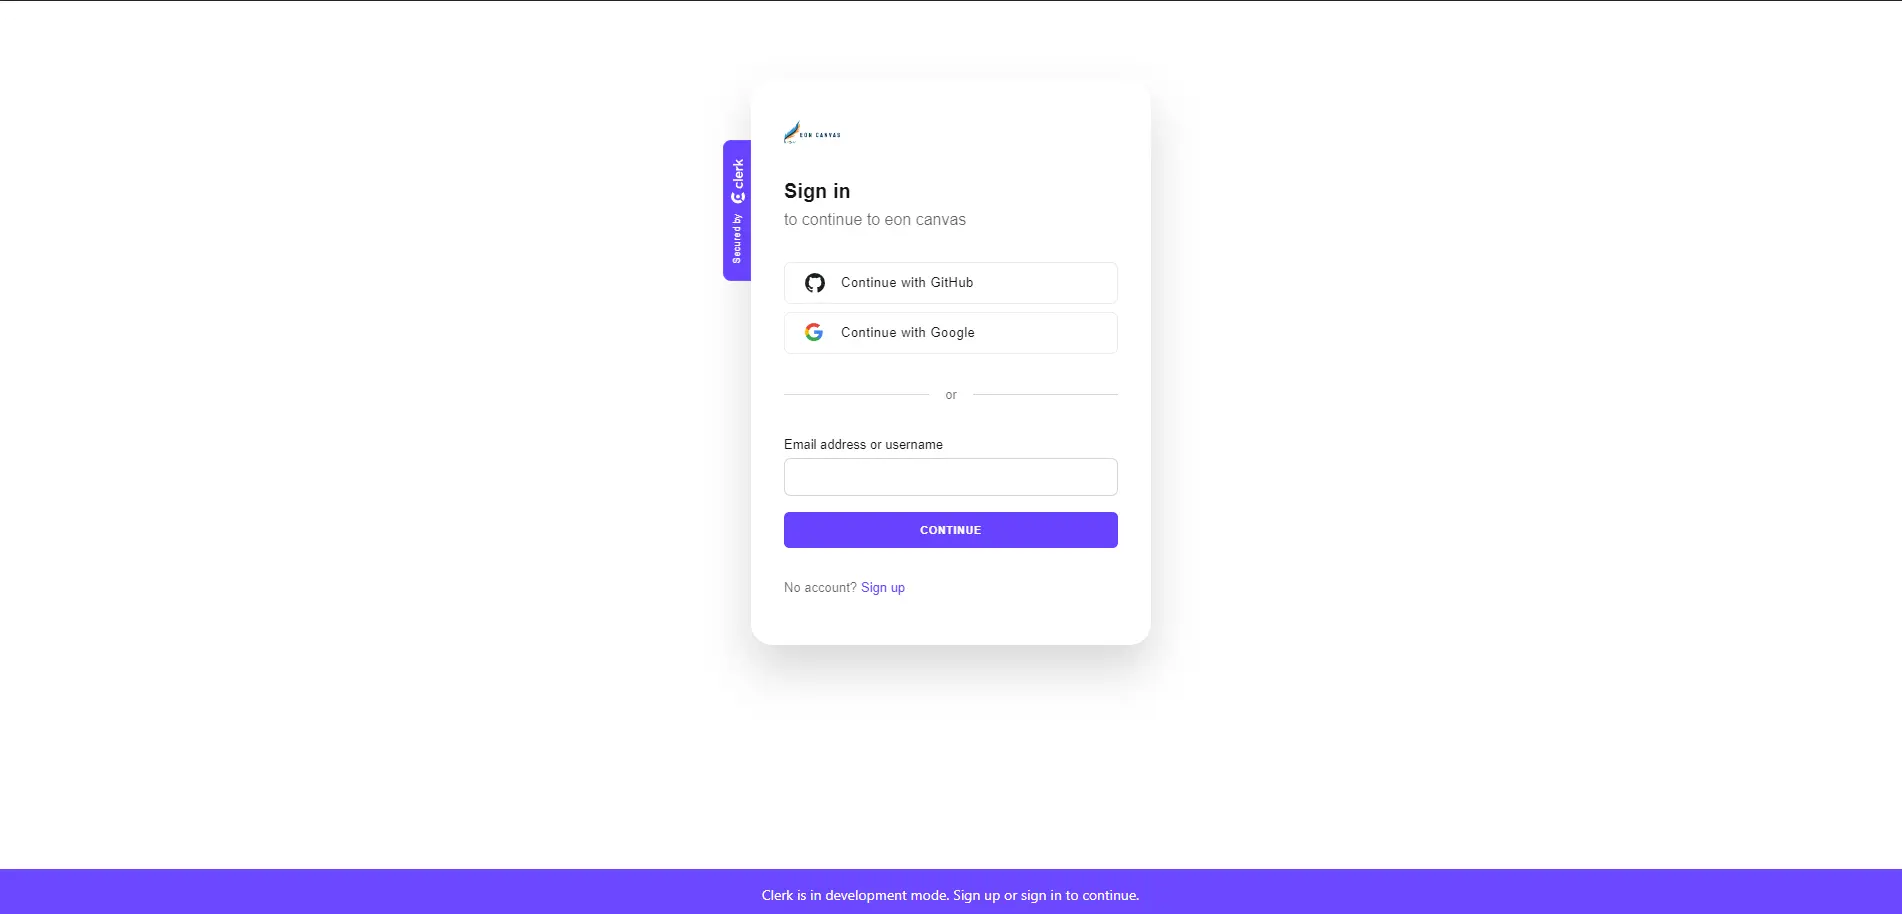 EON CANVAS
Secured by clerk
Sign in
to continue to eon canvas
Continue with GitHub
Continue with Google
or
Email address or username
CONTINUE
No account? Sign up
Clerk is in development mode. Sign up or sign in to continue.